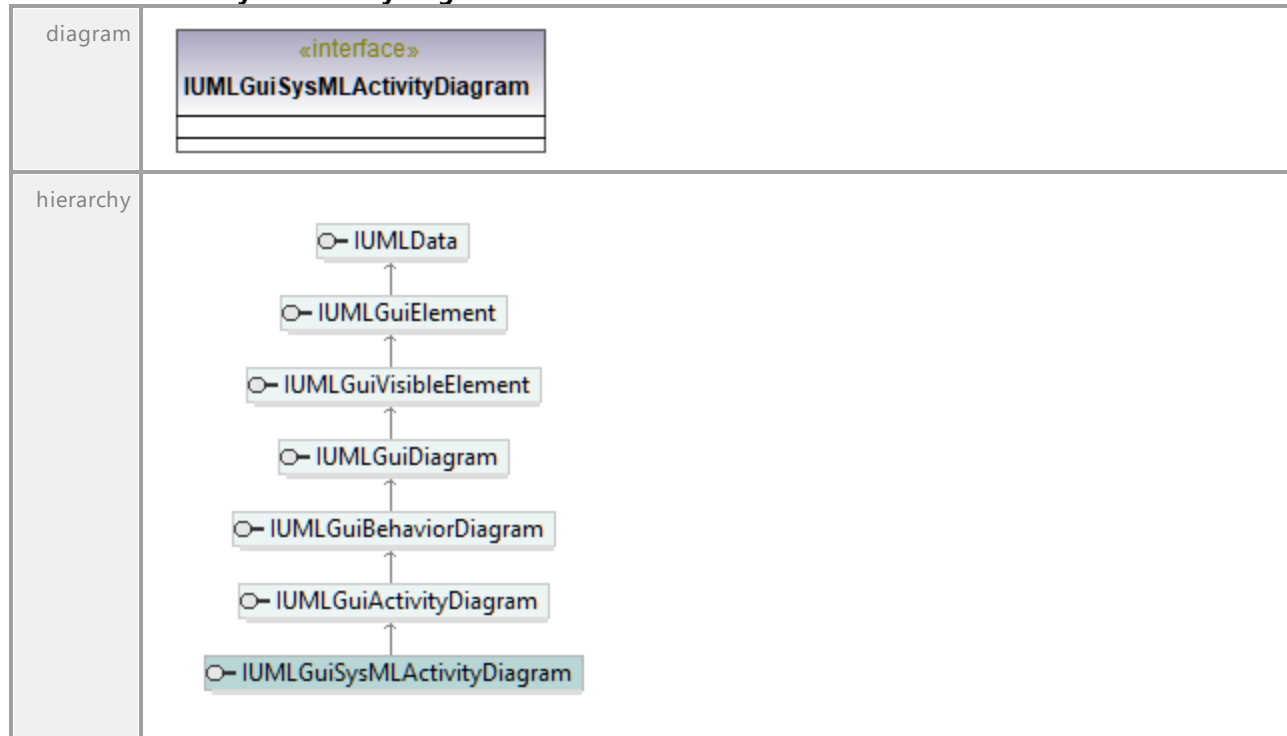 diagram
«interface»
IUMLGuiSysMLActivityDiagram
hierarchy
IUMLData
IUMLGuiElement
IUMLGuiVisibleElement
IUMLGuiDiagram
IUMLGuiBehaviorDiagram
IUMLGuiActivityDiagram
IUMLGuiSysMLActivityDiagram